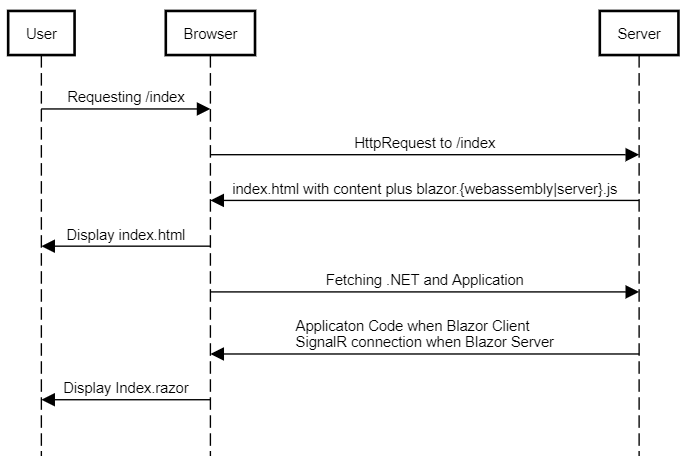 User
Browser
Server
Requesting /index
HttpRequest to /index
index.html with content plus blazor.{webassembly|server}.js
Display index.html
Fetching .NET and Application
Applicaton Code when Blazor Client
SignalR connection when Blazor Server
Display Index.razor